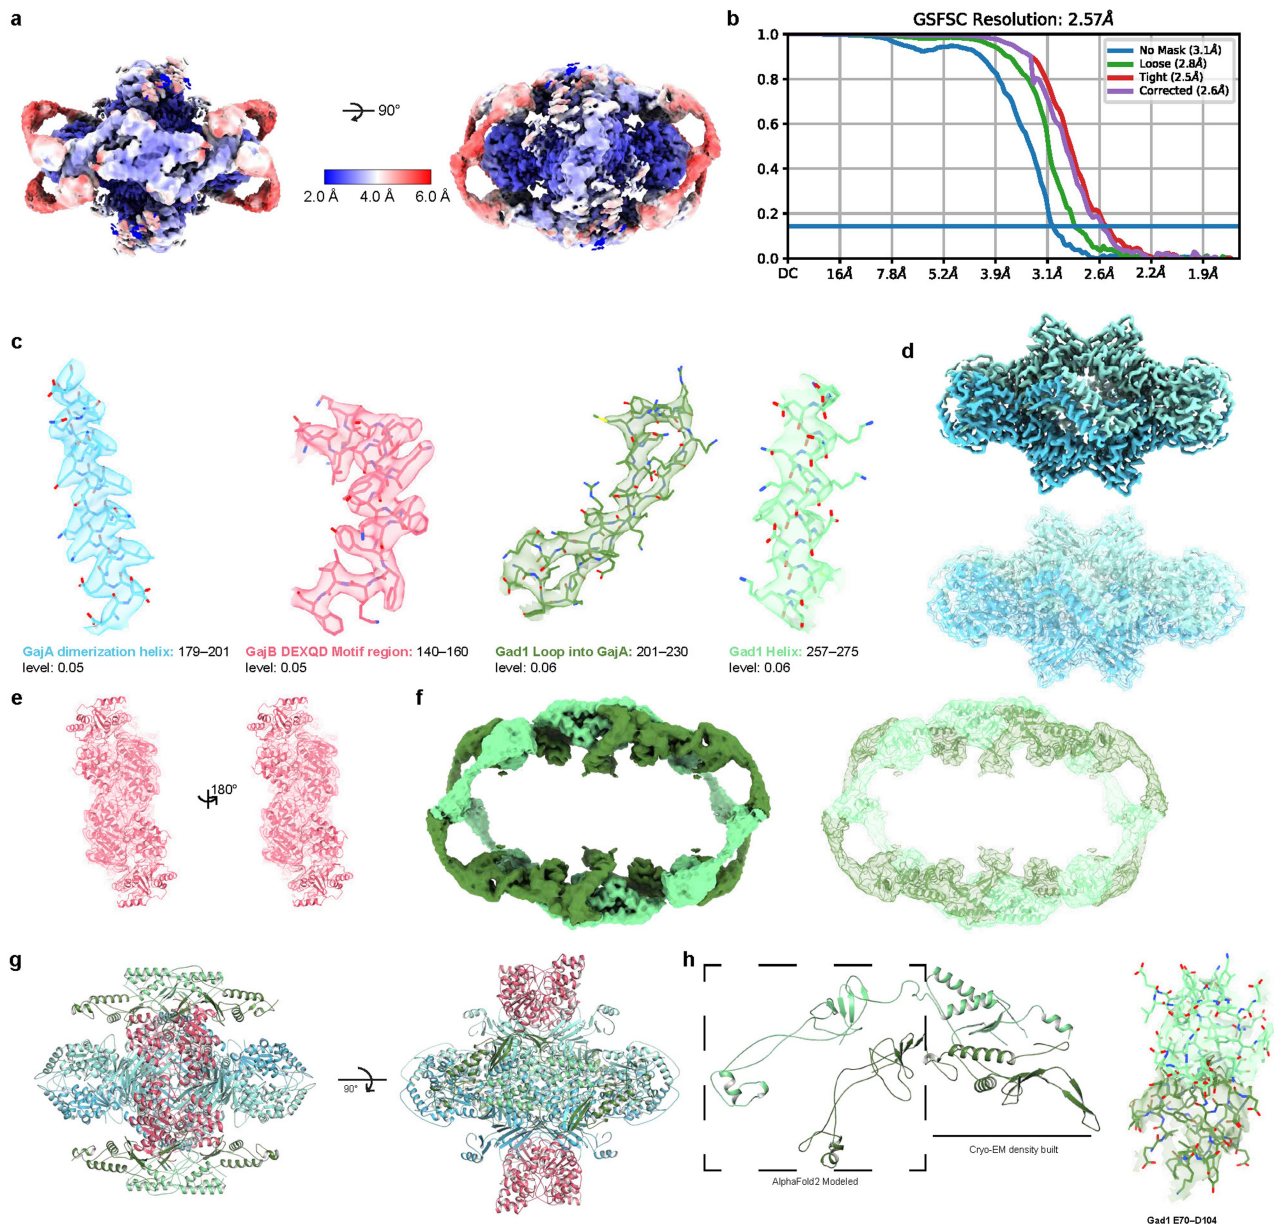 a
90°
2.0 Å 4.0 Å 6.0 Å
b
GSFSC Resolution: 2.57Å
1.0
0.8
0.6
0.4
0.2
0.0
No Mask (3.1Å)
Loose (2.8Å)
Tight (2.5Å)
Corrected (2.6Å)
DC 16Å 7.8Å 5.2Å 3.9Å 3.1Å 2.6Å 2.2Å 1.9Å
c
GajA dimerization helix: 179–201
level: 0.05
GajB DEXQD Motif region: 140–160
level: 0.05
Gad1 Loop into GajA: 201–230
level: 0.06
Gad1 Helix: 257–275
level: 0.06
d
e
180°
f
g
90°
h
AlphaFold2 Modeled
Cryo-EM density built
Gad1 E70–D104